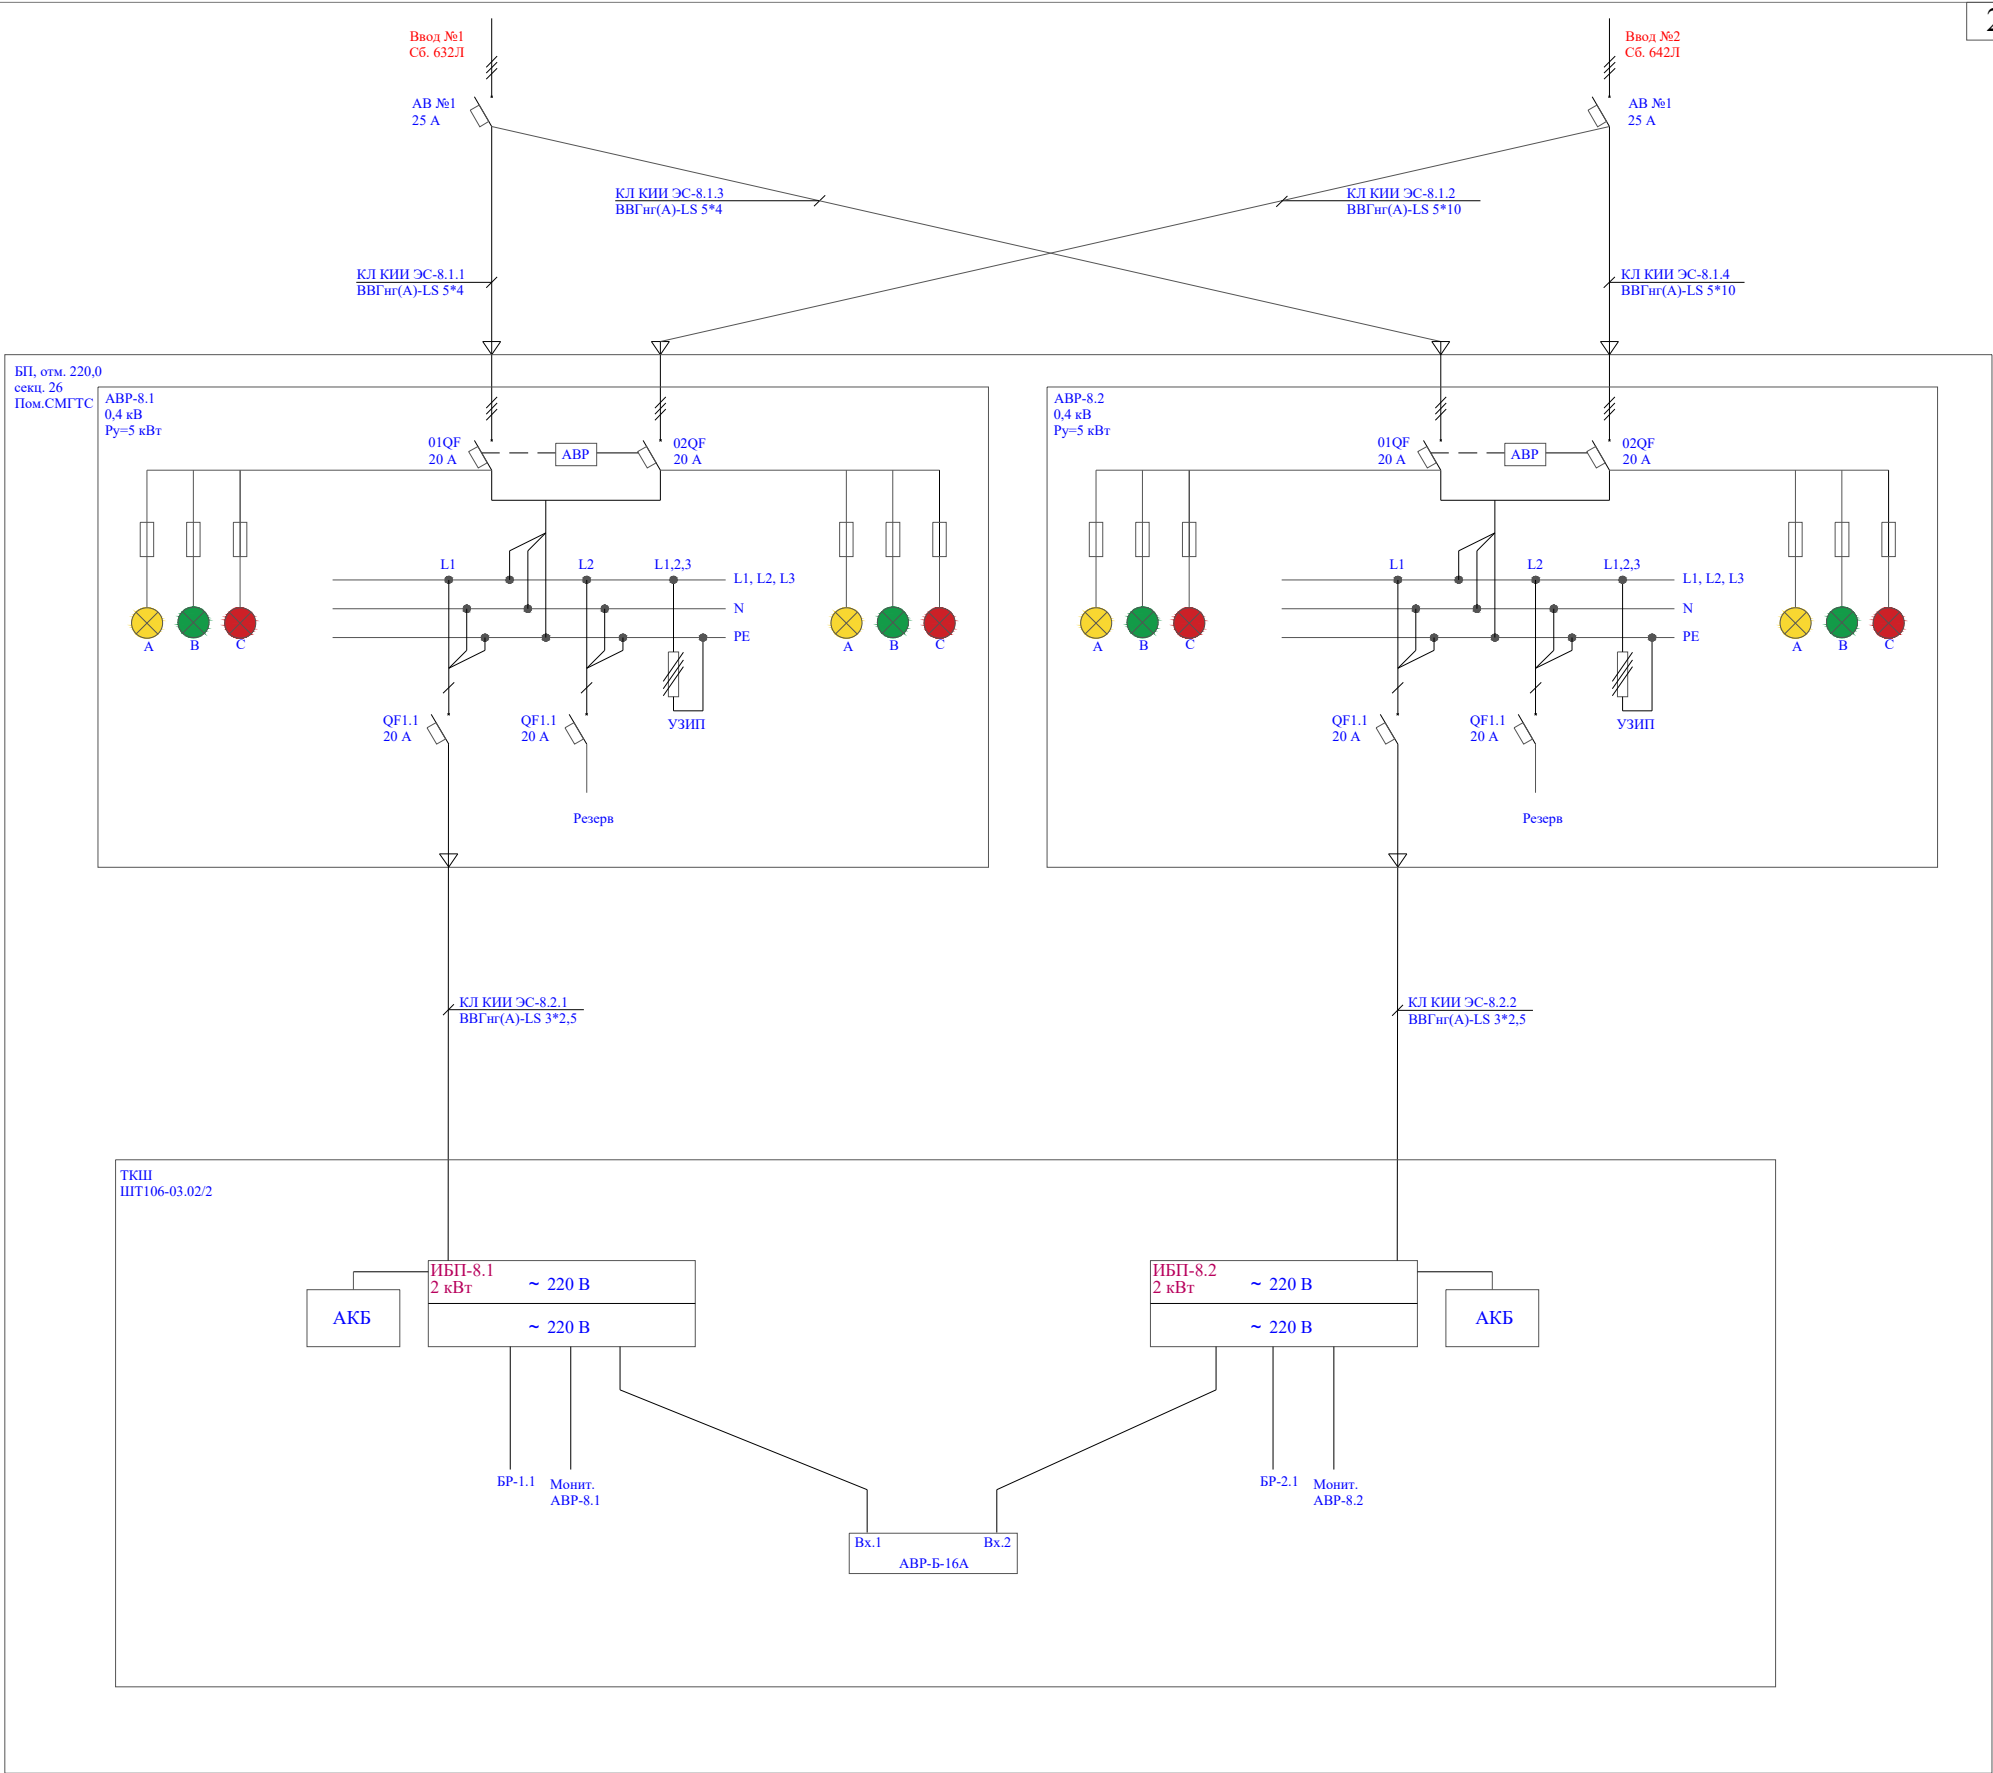 2
Ввод №1
Сб. 632Л
Ввод №2
Сб. 642Л
АВ №1
25 А
АВ №1
25 А
КЛ КИИ ЭС-8.1.3
ВВГнг(А)-LS 5*4
КЛ КИИ ЭС-8.1.2
ВВГнг(А)-LS 5*10
КЛ КИИ ЭС-8.1.1
ВВГнг(А)-LS 5*4
КЛ КИИ ЭС-8.1.4
ВВГнг(А)-LS 5*10
БП, отм. 220,0
секц. 26
Пом.СМГТС
АВР-8.1
0,4 кВ
Ру=5 кВт
01QF
20 А
АВР
02QF
20 А
L1
L2
L1,2,3
L1, L2, L3
N
PE
A
B
C
A
B
C
QF1.1
20 А
QF1.1
20 А
УЗИП
Резерв
АВР-8.2
0,4 кВ
Ру=5 кВт
01QF
20 А
АВР
02QF
20 А
L1
L2
L1,2,3
L1, L2, L3
N
PE
A
B
C
A
B
C
QF1.1
20 А
QF1.1
20 А
УЗИП
Резерв
КЛ КИИ ЭС-8.2.1
ВВГнг(А)-LS 3*2,5
КЛ КИИ ЭС-8.2.2
ВВГнг(А)-LS 3*2,5
ТКШ
ШТ106-03.02/2
ИБП-8.1
2 кВт
~ 220 В
~ 220 В
АКБ
ИБП-8.2
2 кВт
~ 220 В
~ 220 В
АКБ
БР-1.1
Монит.
АВР-8.1
БР-2.1
Монит.
АВР-8.2
Вх.1
Вх.2
АВР-Б-16А